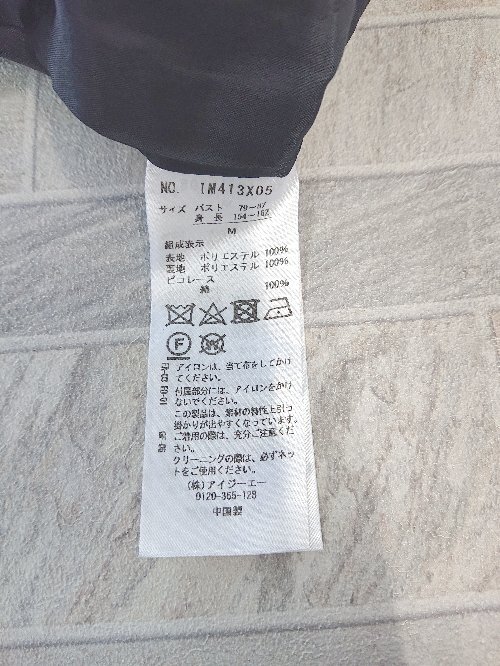 NO. IM413X05
サイズ バスト 79-87
身長 154-162
M
組成表示
表地 ポリエステル 100%
裏地 ポリエステル 100%
ピコレース
綿 100%
F W
アイロンは、当て布をしてかけ
てください。
付属部分には、アイロンをかけ
ないでください。
この製品は、素材の特性上引っ
掛かりが出やすくなっています。
ご着用の際は、充分ご注意くだ
さい。
クリーニングの際は、必ずネッ
トをご使用ください。
(株)アイジーエー
0120-365-128
中国製